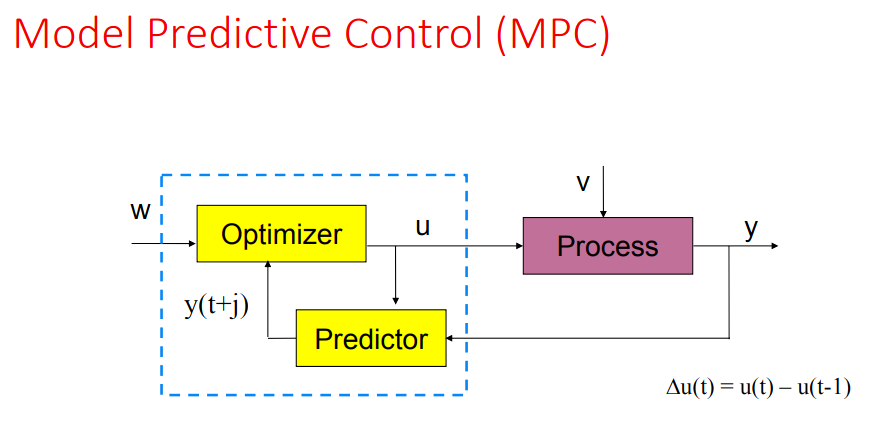 Model Predictive Control (MPC)
v
w
Optimizer
u
Process
y
y(t+j)
Predictor
Δu(t) = u(t) – u(t-1)